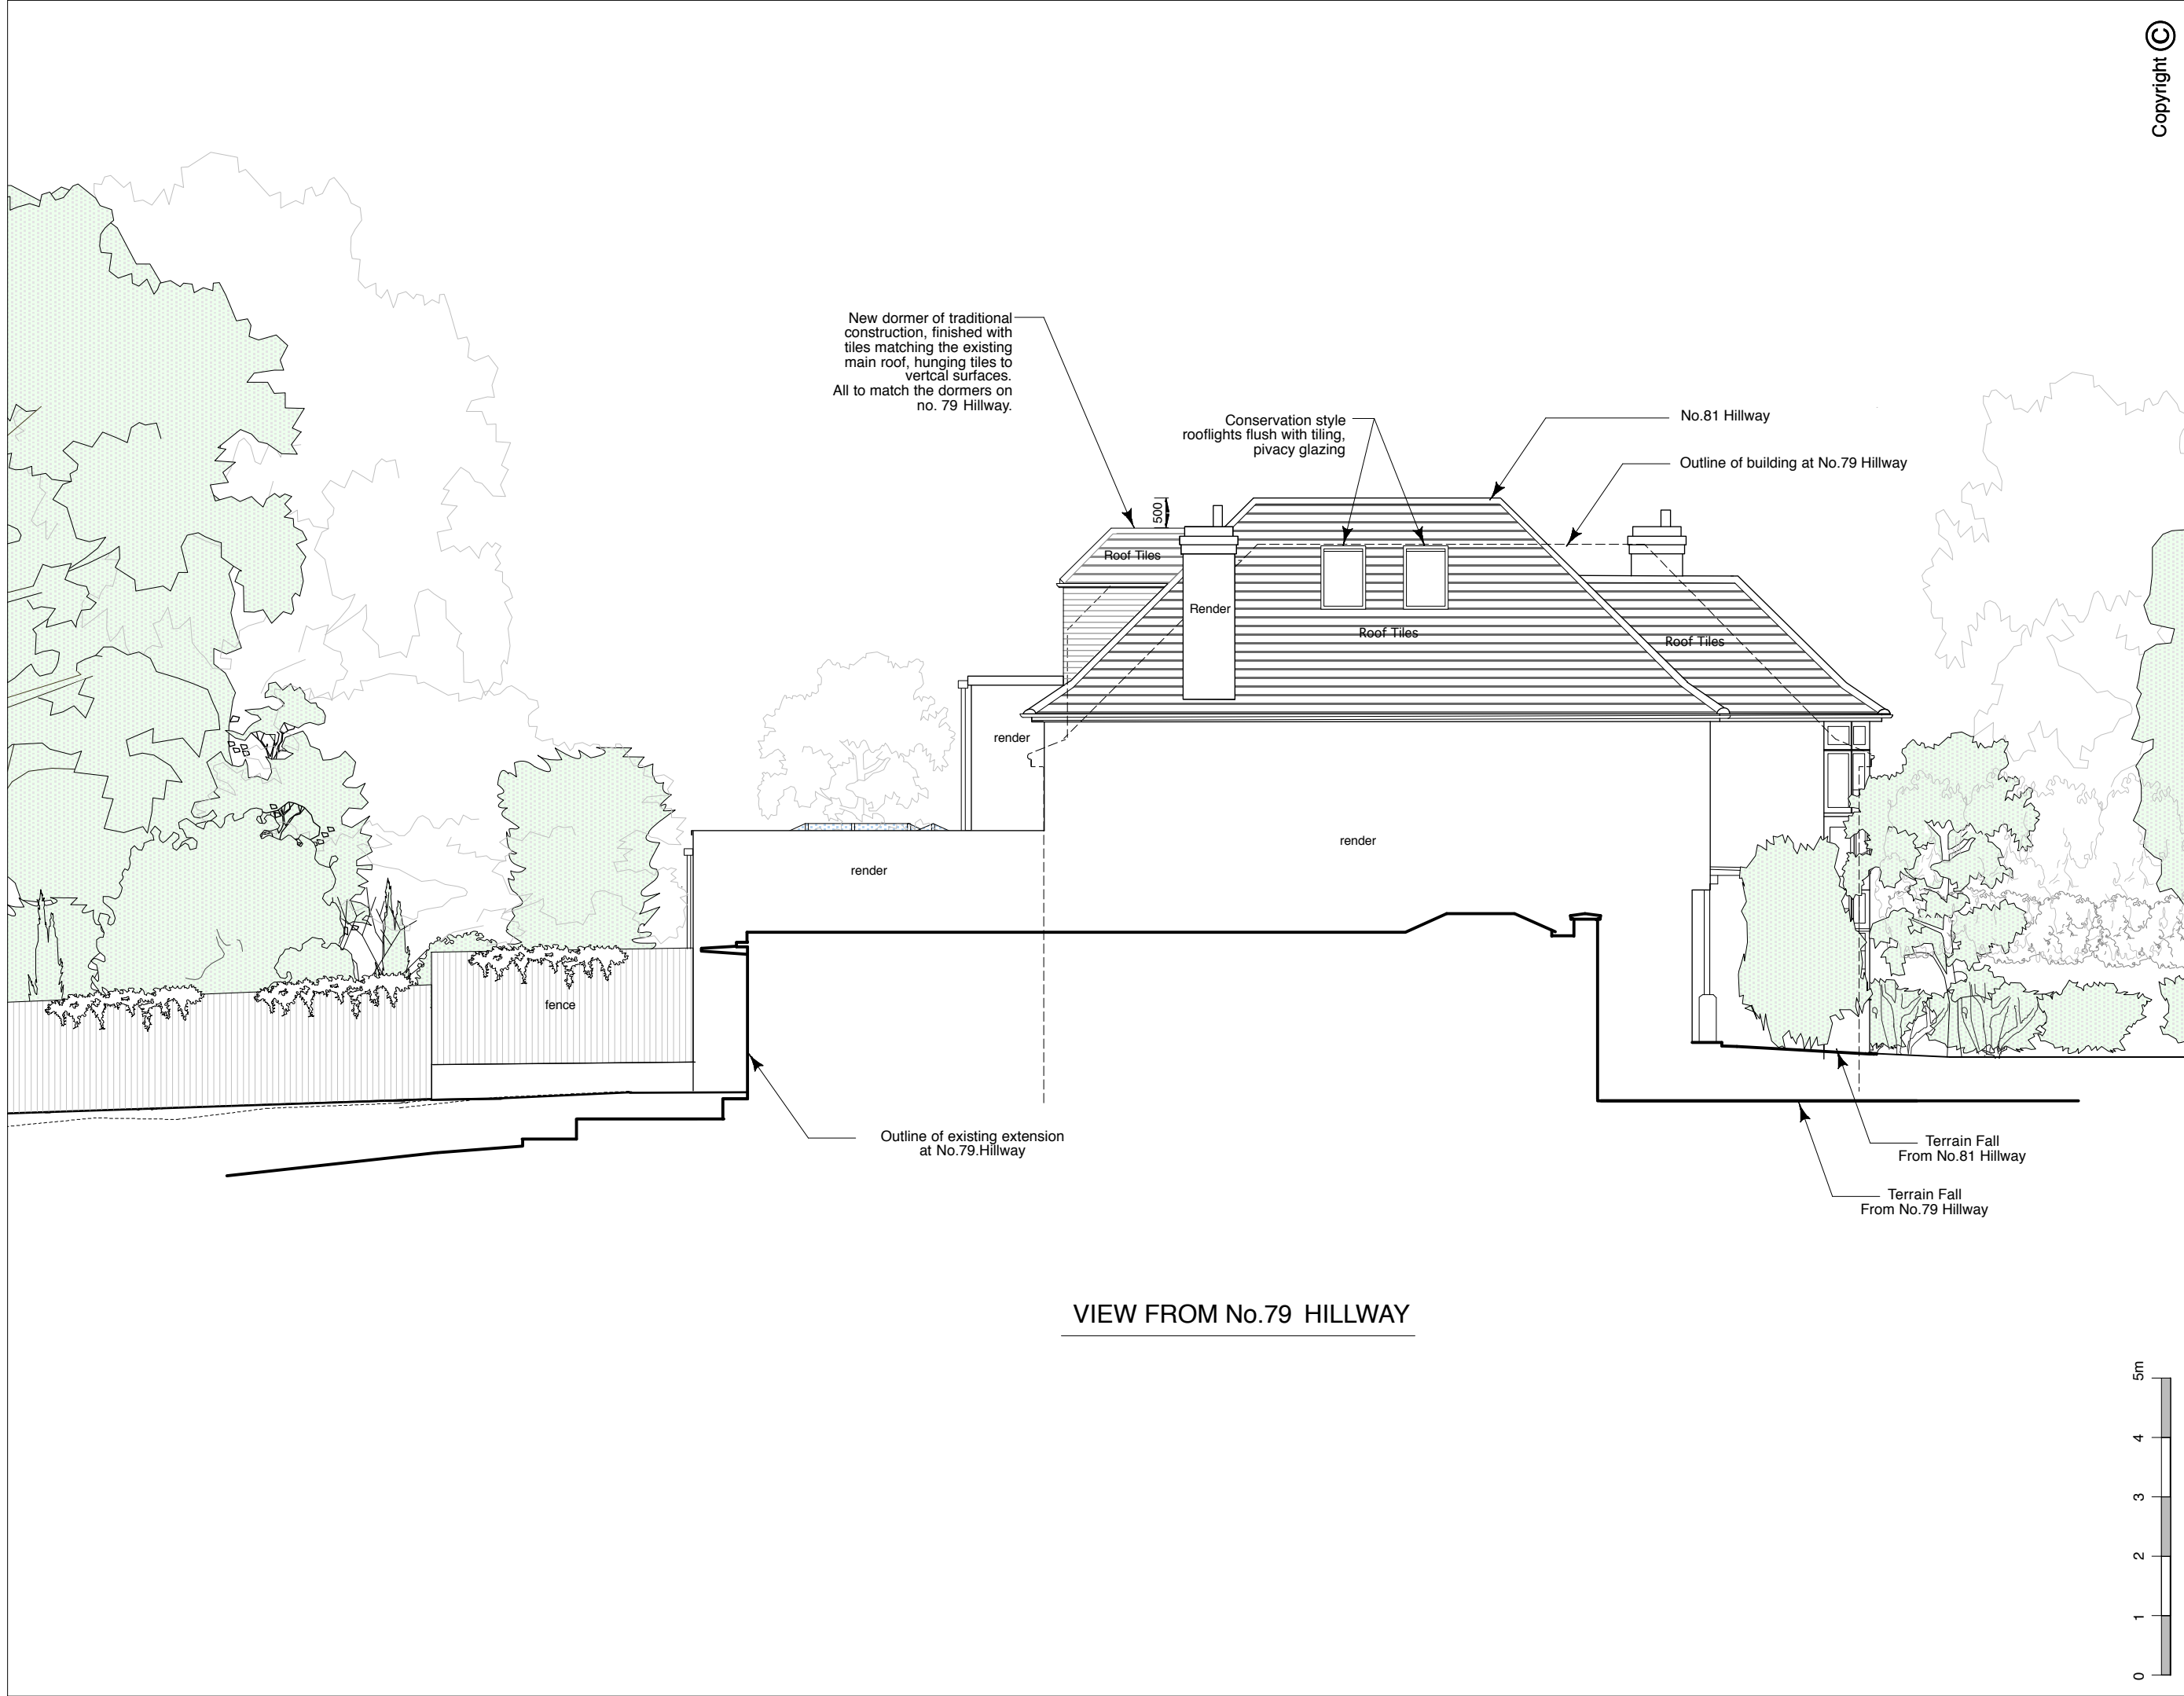 Copyright ©
New dormer of traditional
construction, finished with
tiles matching the existing
main roof, hunging tiles to
vertcal surfaces.
All to match the dormers on
no. 79 Hillway.
Conservation style
rooflights flush with tiling,
pivacy glazing
No.81 Hillway
Outline of building at No.79 Hillway
500
Roof Tiles
Render
Roof Tiles
Roof Tiles
render
render
render
fence
Outline of existing extension
at No.79.Hillway
Terrain Fall
From No.81 Hillway
Terrain Fall
From No.79 Hillway
VIEW FROM No.79 HILLWAY
5m
4
3
2
1
0